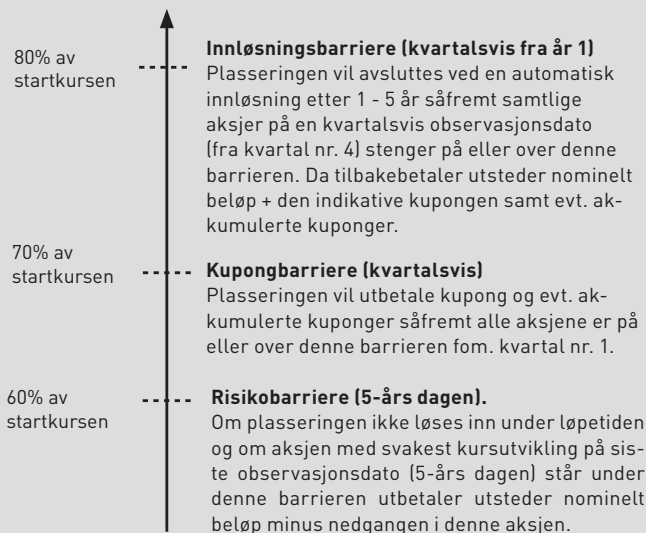 80% av
startkursen
Innløsningsbarriere (kvartalsvis fra år 1)
Plasseringen vil avsluttes ved en automatisk
innløsning etter 1 - 5 år såfremt samtlige
aksjer på en kvartalsvis observasjonsdato
(fra kvartal nr. 4) stenger på eller over denne
barrieren. Da tilbakebetaler utsteder nominelt
beløp + den indikative kupongen samt evt. ak-
kumulerte kuponger.
70% av
startkursen
Kupongbarriere (kvartalsvis)
Plasseringen vil utbetale kupong og evt. ak-
kumulerte kuponger såfremt alle aksjene er på
eller over denne barrieren fom. kvartal nr. 1.
60% av
startkursen
Risikobarriere (5-års dagen).
Om plasseringen ikke løses inn under løpetiden
og om aksjen med svakest kursutvikling på sis-
te observasjonsdato (5-års dagen) står under
denne barrieren utbetaler utsteder nominelt
beløp minus nedgangen i denne aksjen.